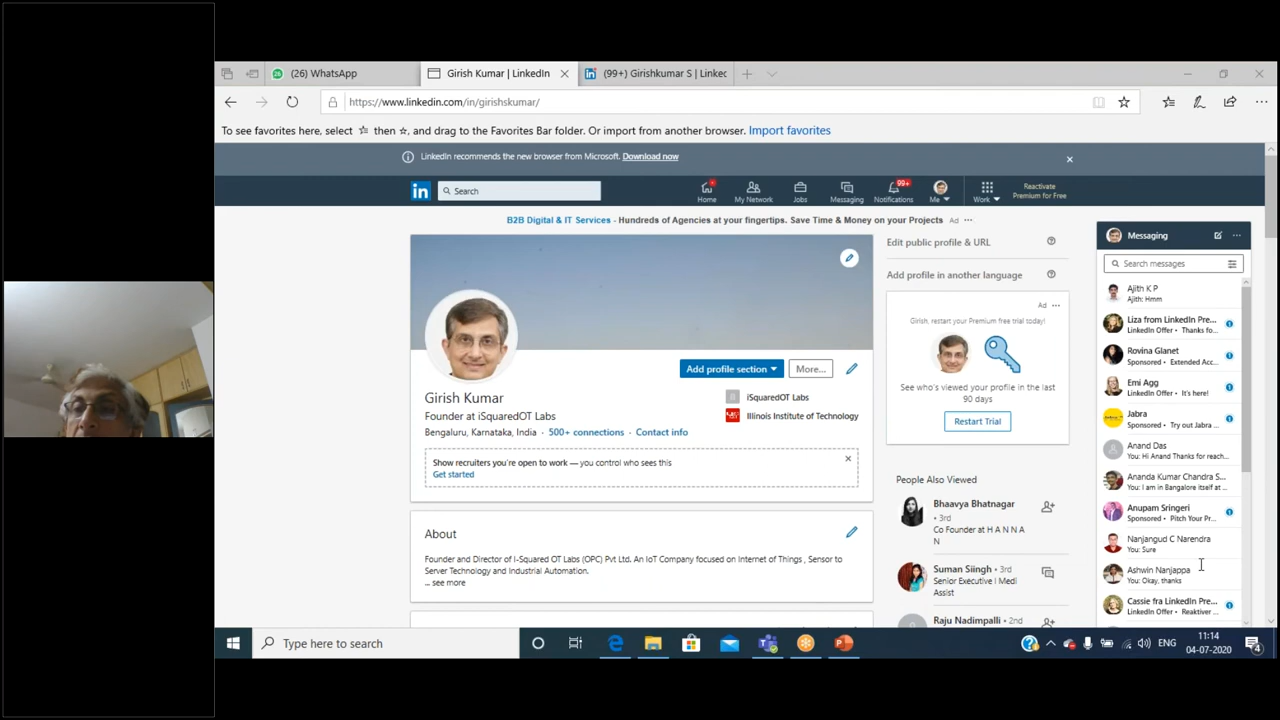 (26) WhatsApp
Girish Kumar | LinkedIn
(99+) Girishkumar S | Linkec
https://www.linkedin.com/in/girishskumar/
To see favorites here, select then ☆, and drag to the Favorites Bar folder. Or import from another browser. Import favorites
LinkedIn recommends the new browser from Microsoft. Download now
in
Search
Home
My Network
Jobs
Messaging
99+
Notifications
Me
Work
Reactivate
Premium for Free
B2B Digital & IT Services - Hundreds of Agencies at your fingertips. Save Time & Money on your Projects Ad ...
Add profile section
More...
Girish Kumar
Founder at iSquaredOT Labs
Bengaluru, Karnataka, India · 500+ connections · Contact info
iSquaredOT Labs
Illinois Institute of Technology
Show recruiters you're open to work — you control who sees this
Get started
About
Founder and Director of I-Squared OT Labs (OPC) Pvt Ltd. An IoT Company focused on Internet of Things , Sensor to
Server Technology and Industrial Automation.
... see more
Edit public profile & URL
Add profile in another language
Ad ...
Girish, restart your Premium free trial today!
See who's viewed your profile in the last
90 days
Restart Trial
People Also Viewed
Bhaavya Bhatnagar
• 3rd
Co Founder at H A N N A
N
Suman Siingh • 3rd
Senior Executive I Medi
Assist
Raju Nadimpalli • 2nd
Messaging
Search messages
Ajith K P
Ajith: Hmm
Liza from LinkedIn Pre...
LinkedIn Offer • Thanks fo...
Rovina Glanet
Sponsored • Extended Acc...
Emi Agg
LinkedIn Offer • It's here!
Jabra
Sponsored • Try out Jabra ...
Anand Das
You: Hi Anand Thanks for reach...
Ananda Kumar Chandra S...
You: I am in Bangalore itself at ...
Anupam Sringeri
Sponsored • Pitch Your Pr...
Nanjangud C Narendra
You: Sure
Ashwin Nanjappa
You: Okay, thanks
Cassie fra LinkedIn Pre...
LinkedIn Offer • Reaktiver ...
Type here to search
ENG
11:14
04-07-2020
4